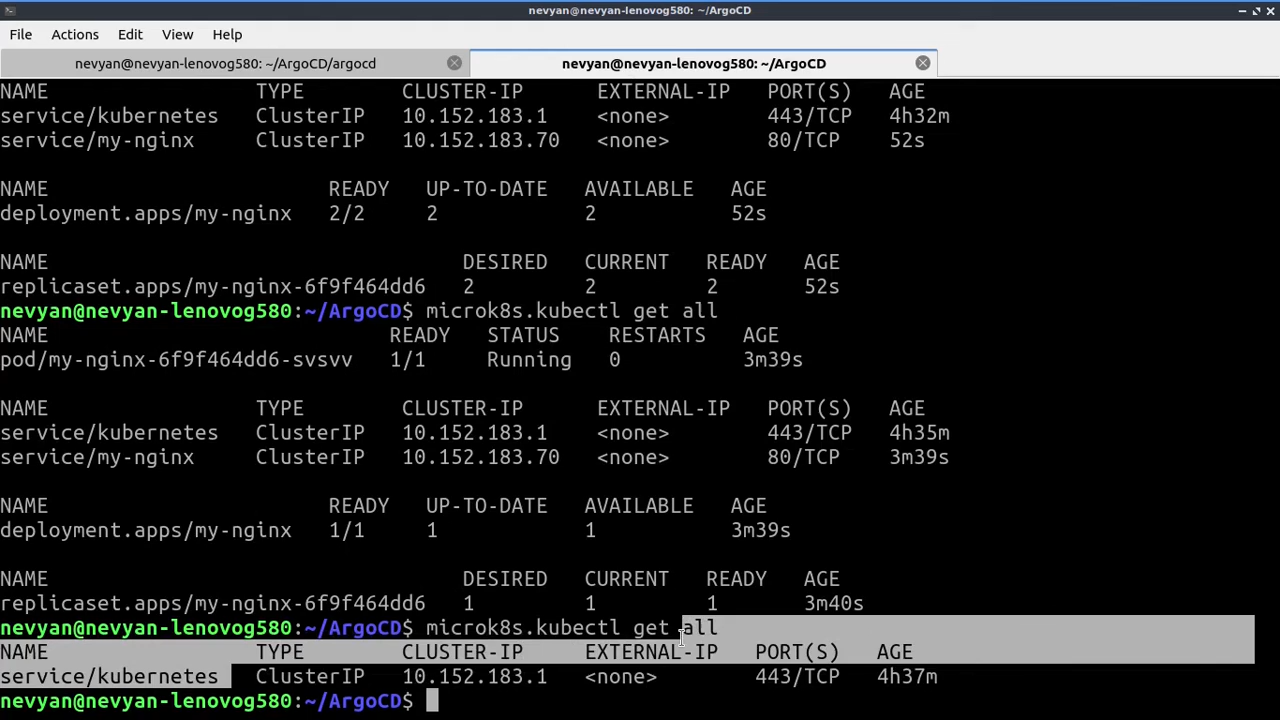 nevyan@nevyan-lenovog580: ~/ArgoCD
File Actions Edit View Help
nevyan@nevyan-lenovog580: ~/ArgoCD/argocd nevyan@nevyan-lenovog580: ~/ArgoCD
NAME TYPE CLUSTER-IP EXTERNAL-IP PORT(S) AGE
service/kubernetes ClusterIP 10.152.183.1 <none> 443/TCP 4h32m
service/my-nginx ClusterIP 10.152.183.70 <none> 80/TCP 52s
NAME READY UP-TO-DATE AVAILABLE AGE
deployment.apps/my-nginx 2/2 2 2 52s
NAME DESIRED CURRENT READY AGE
replicaset.apps/my-nginx-6f9f464dd6 2 2 2 52s
nevyan@nevyan-lenovog580:~/ArgoCD$ microk8s.kubectl get all
NAME READY STATUS RESTARTS AGE
pod/my-nginx-6f9f464dd6-svsvv 1/1 Running 0 3m39s
NAME TYPE CLUSTER-IP EXTERNAL-IP PORT(S) AGE
service/kubernetes ClusterIP 10.152.183.1 <none> 443/TCP 4h35m
service/my-nginx ClusterIP 10.152.183.70 <none> 80/TCP 3m39s
NAME READY UP-TO-DATE AVAILABLE AGE
deployment.apps/my-nginx 1/1 1 1 3m39s
NAME DESIRED CURRENT READY AGE
replicaset.apps/my-nginx-6f9f464dd6 1 1 1 3m40s
nevyan@nevyan-lenovog580:~/ArgoCD$ microk8s.kubectl get all
NAME TYPE CLUSTER-IP EXTERNAL-IP PORT(S) AGE
service/kubernetes ClusterIP 10.152.183.1 <none> 443/TCP 4h37m
nevyan@nevyan-lenovog580:~/ArgoCD$